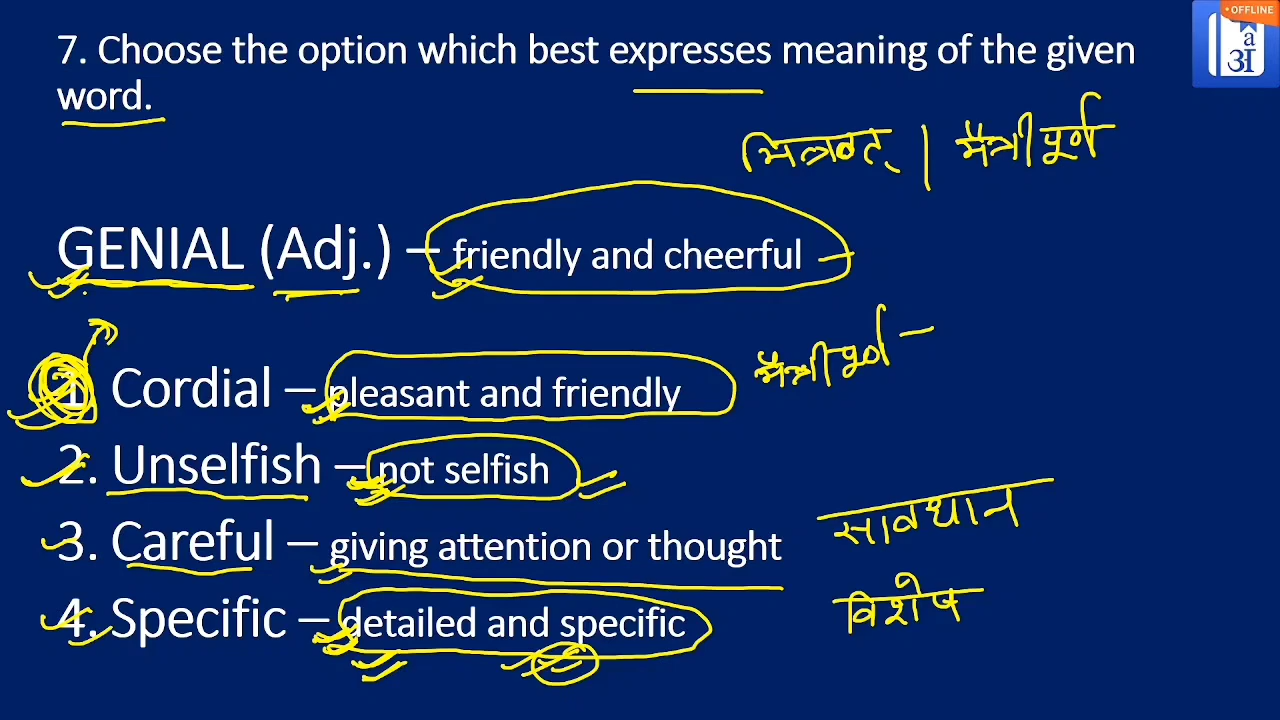 OFFLINE
a
अ
7. Choose the option which best expresses meaning of the given
word.
मित्रवत् | मैत्रीपूर्ण
GENIAL (Adj.) – friendly and cheerful
1. Cordial – pleasant and friendly मैत्रीपूर्ण
2. Unselfish – not selfish
3. Careful – giving attention or thought सावधान
4. Specific – detailed and specific विशेष